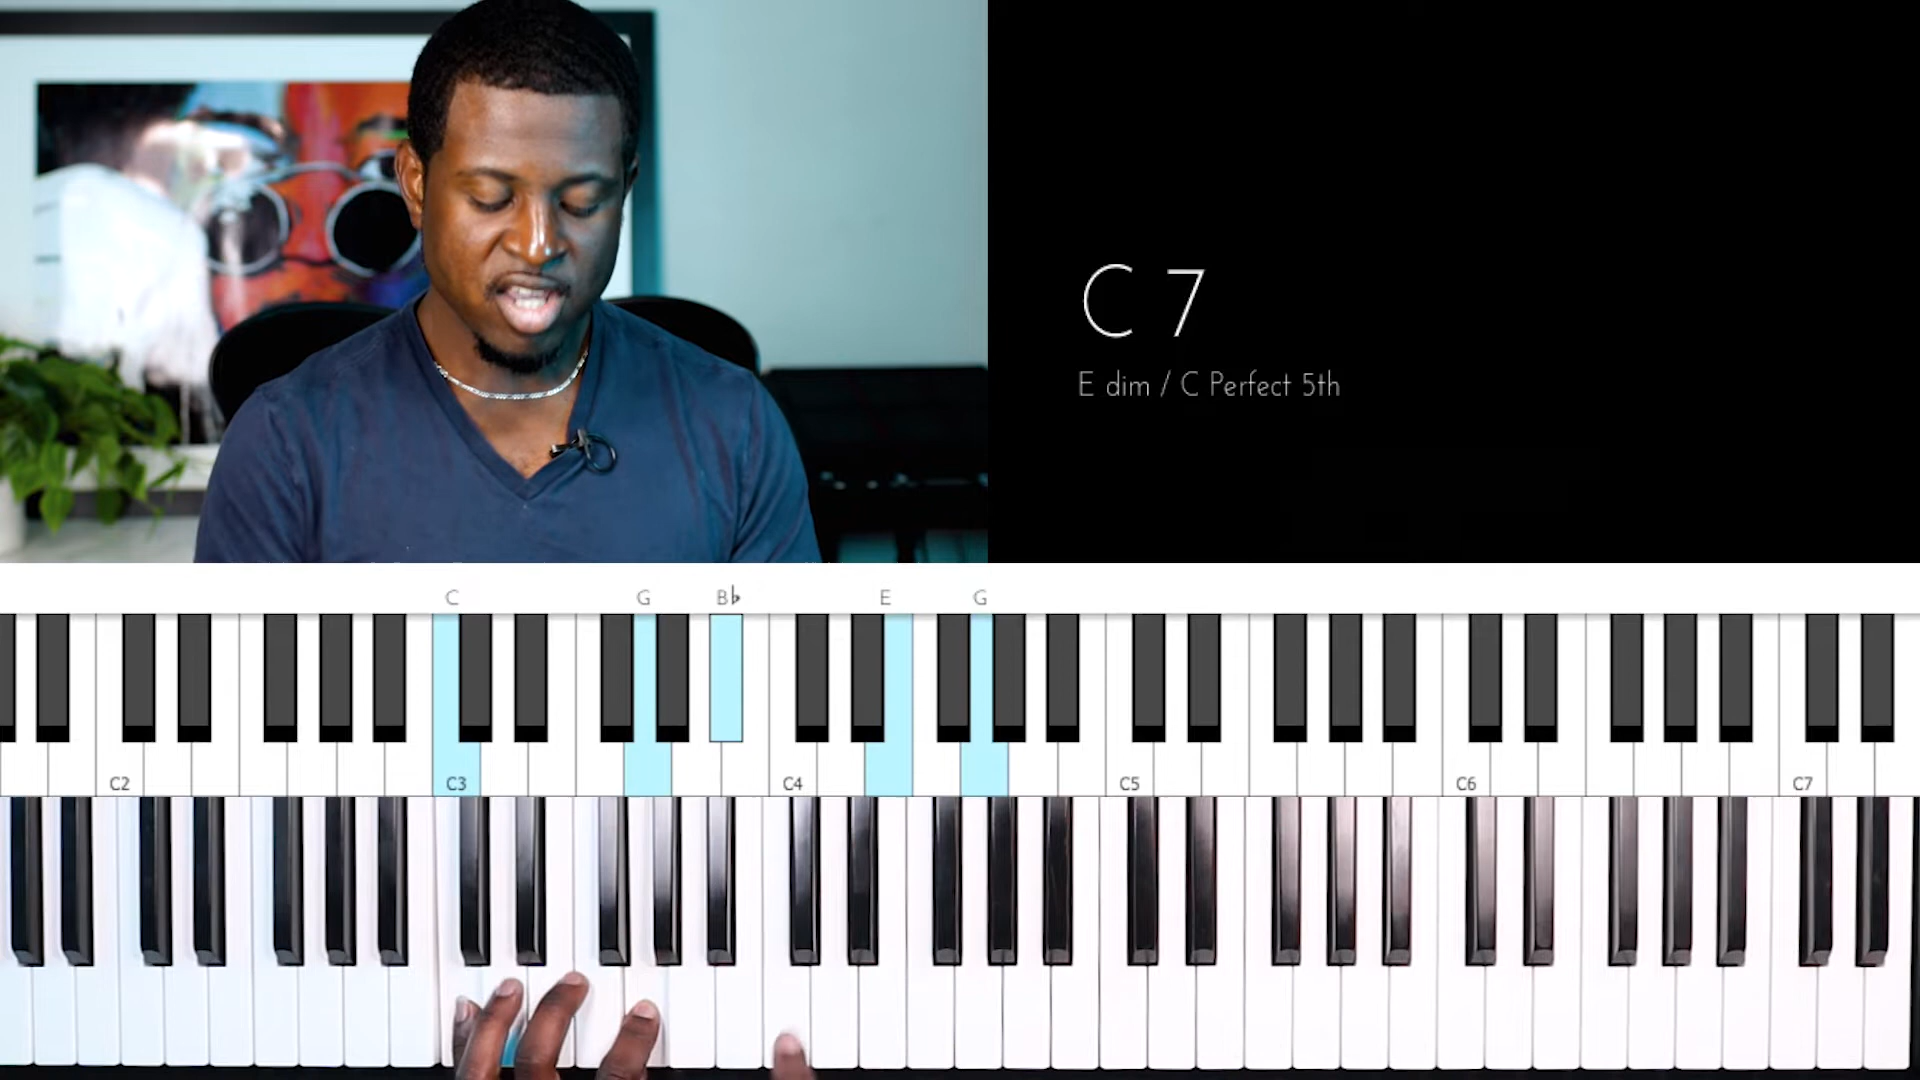 C 7
E dim / C Perfect 5th
C G B♭ E G
C2 C3 C4 C5 C6 C7